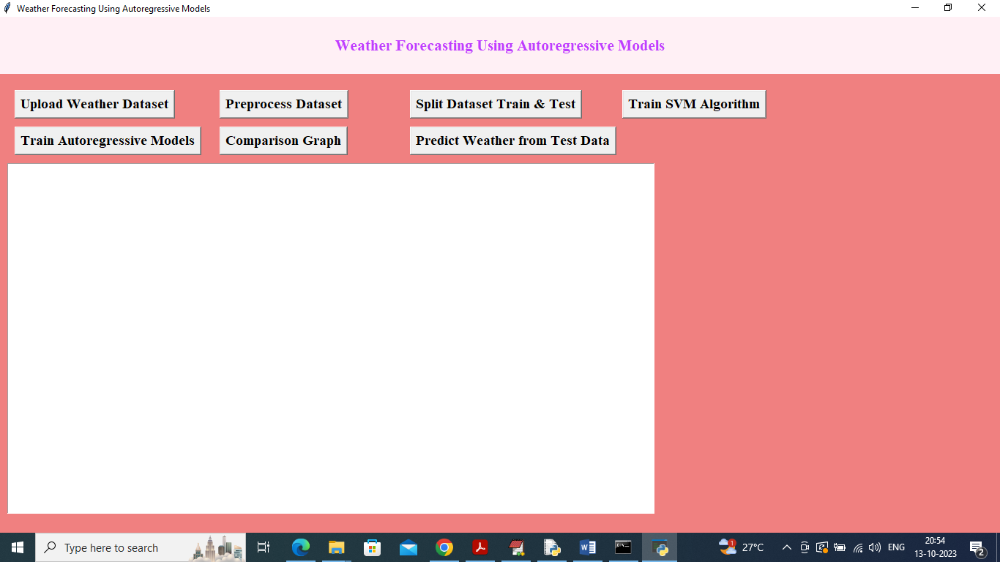 Weather Forecasting Using Autoregressive Models
Weather Forecasting Using Autoregressive Models
Upload Weather Dataset Preprocess Dataset Split Dataset Train & Test Train SVM Algorithm
Train Autoregressive Models Comparison Graph Predict Weather from Test Data
Type here to search 1 27°C ENG 20:54
13-10-2023 2